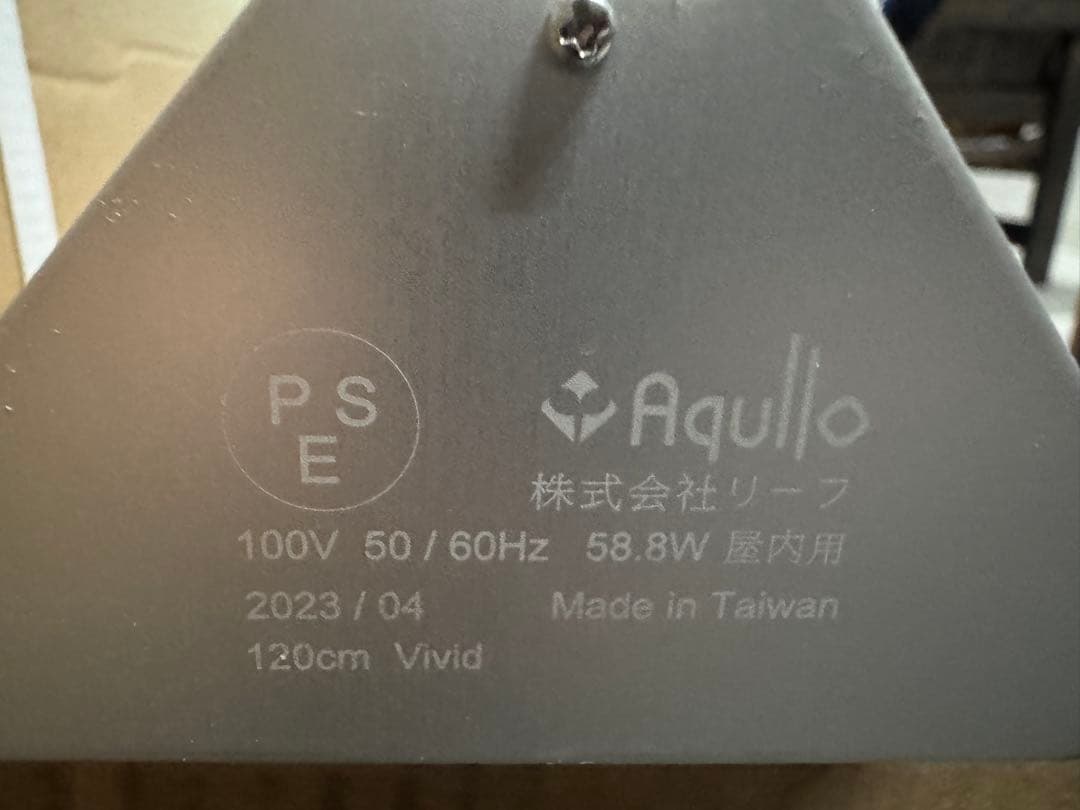 P S
E
Aqullo
株式会社リーフ
100V 50 / 60Hz 58.8W 屋内用
2023 / 04 Made in Taiwan
120cm Vivid